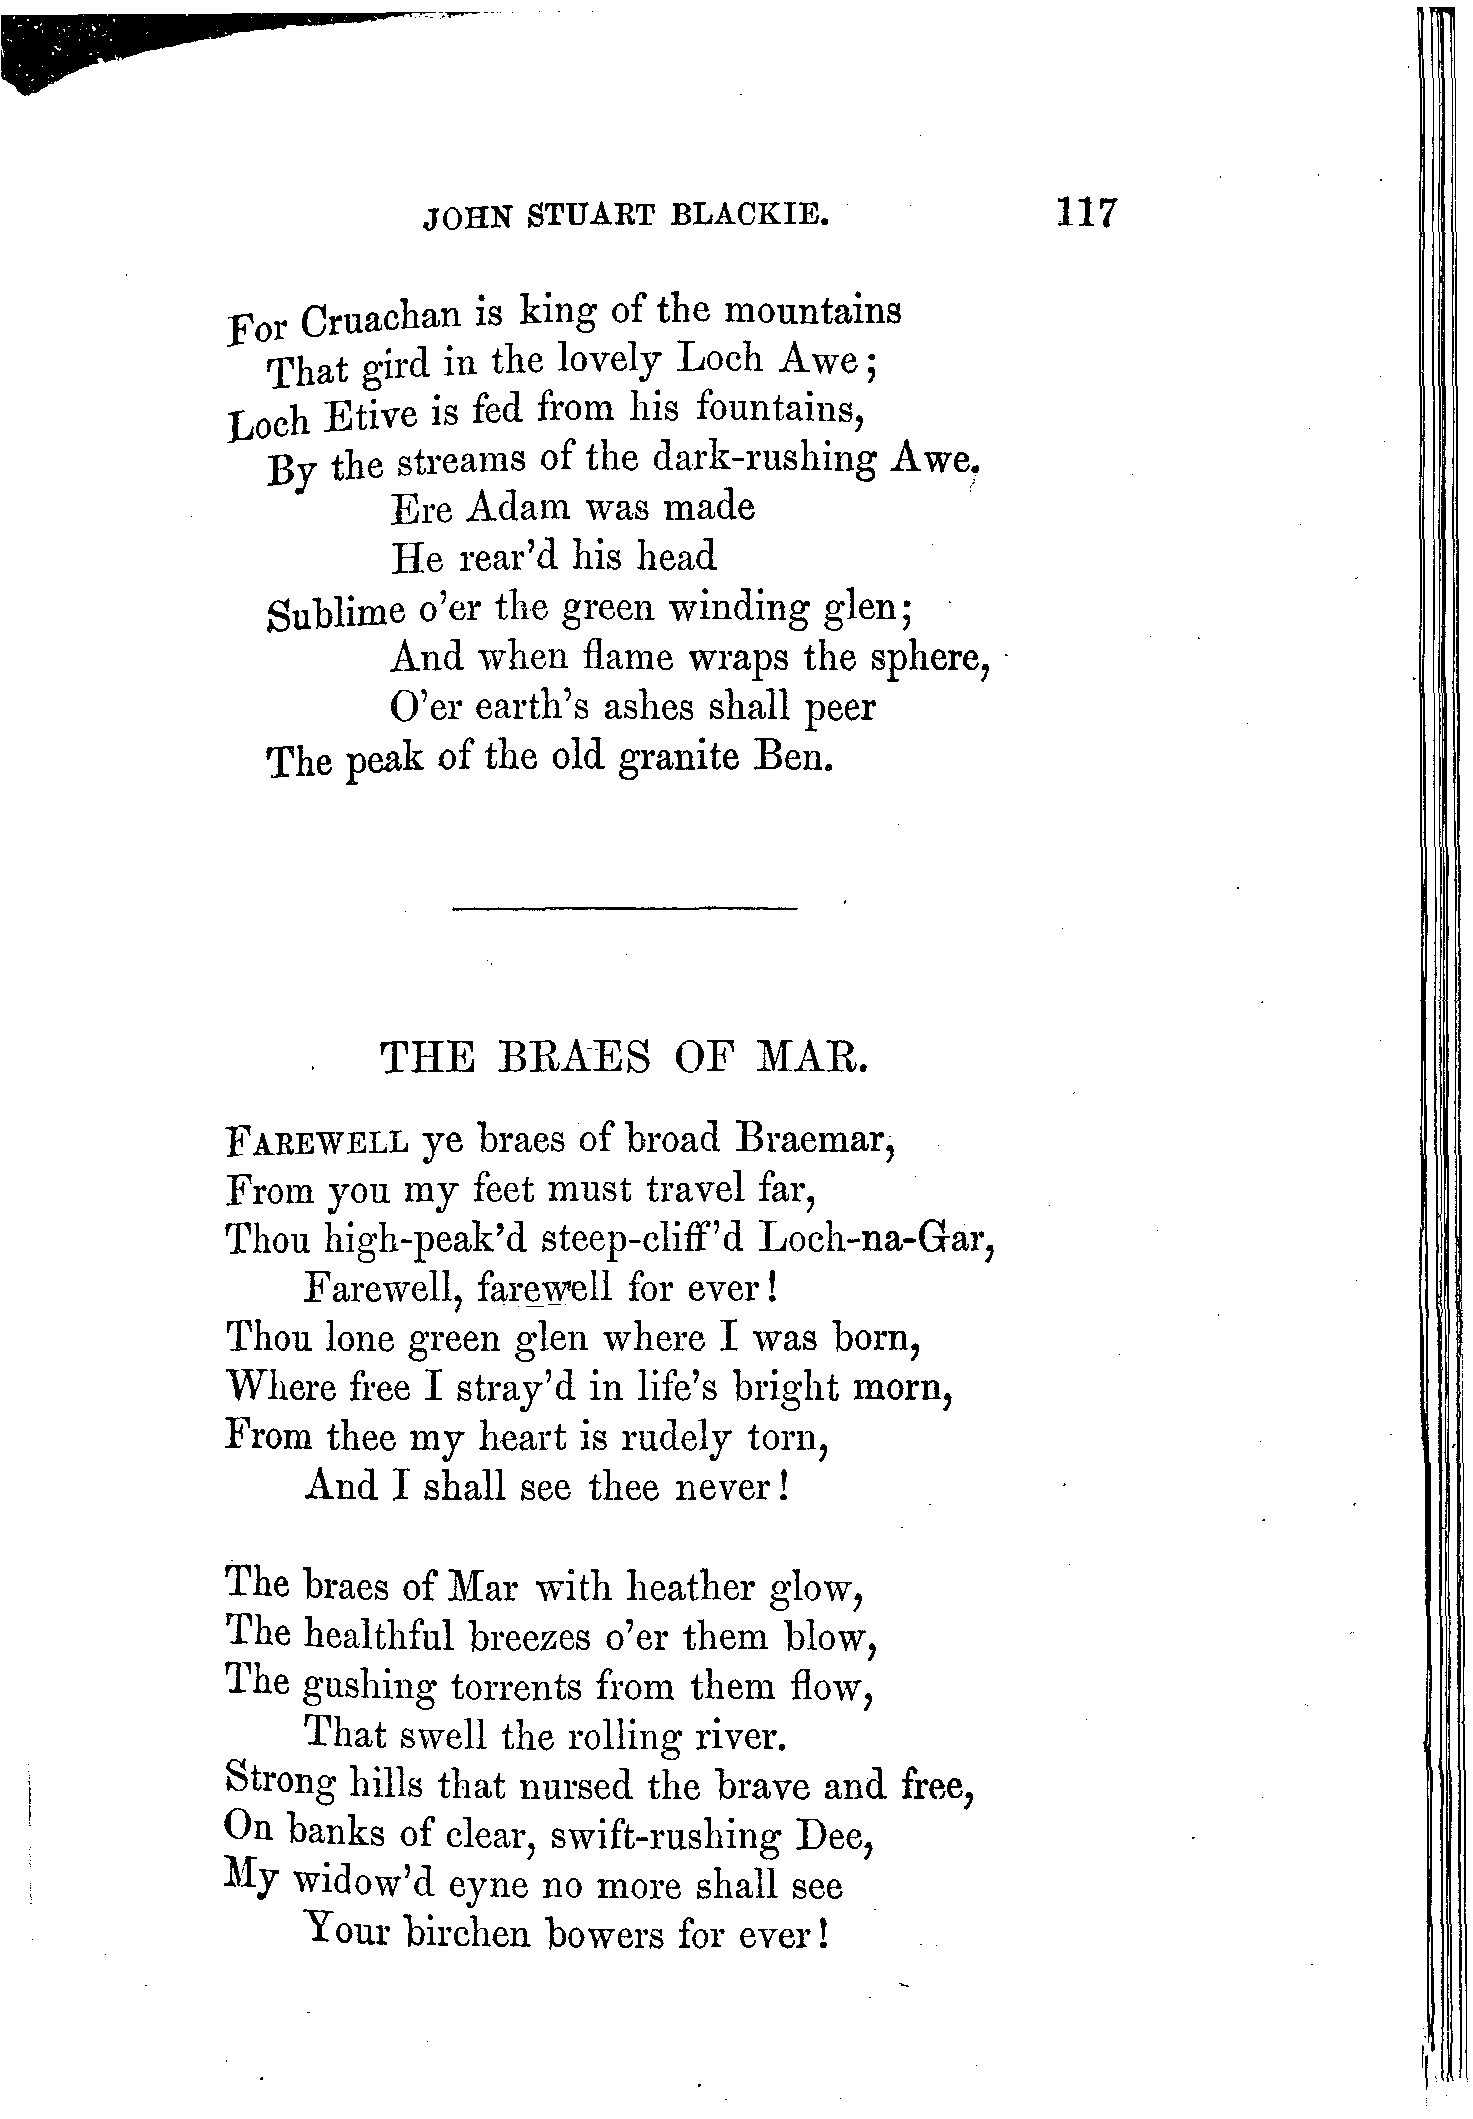 JOHN STUART BLACKIE. 117
For Cruachan is king of the mountains
That gird in the lovely Loch Awe;
Loch Etive is fed from his fountains,
By the streams of the dark-rushing Awe.
Ere Adam was made
He rear'd his head
Sublime o'er the green winding glen;
And when flame wraps the sphere,
O'er earth's ashes shall peer
The peak of the old granite Ben.
THE BRAES OF MAR.
FAREWELL ye braes of broad Braemar,
From you my feet must travel far,
Thou high-peak'd steep-cliff'd Loch-na-Gar,
Farewell, farewell for ever!
Thou lone green glen where I was born,
Where free I stray'd in life's bright morn,
From thee my heart is rudely torn,
And I shall see thee never!
The braes of Mar with heather glow,
The healthful breezes o'er them blow,
The gushing torrents from them flow,
That swell the rolling river.
Strong hills that nursed the brave and free,
On banks of clear, swift-rushing Dee,
My widow'd eyne no more shall see
Your birchen bowers for ever!